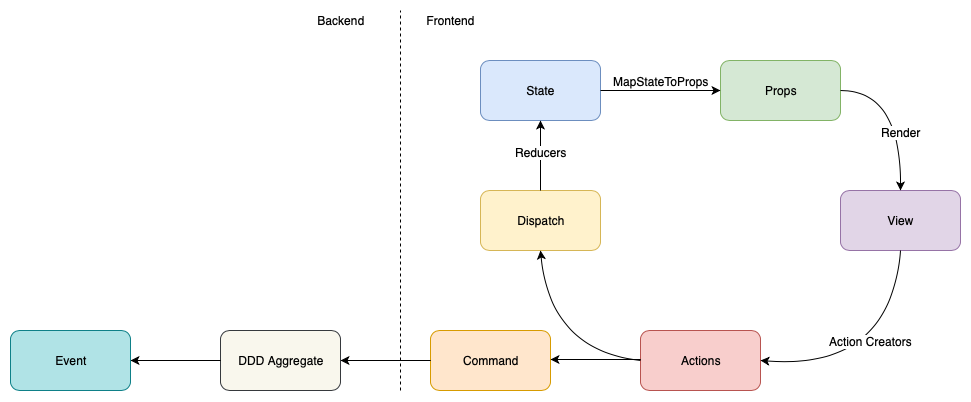 Backend
Frontend
State
MapStateToProps
Props
Render
Reducers
Dispatch
View
Action Creators
Event
DDD Aggregate
Command
Actions